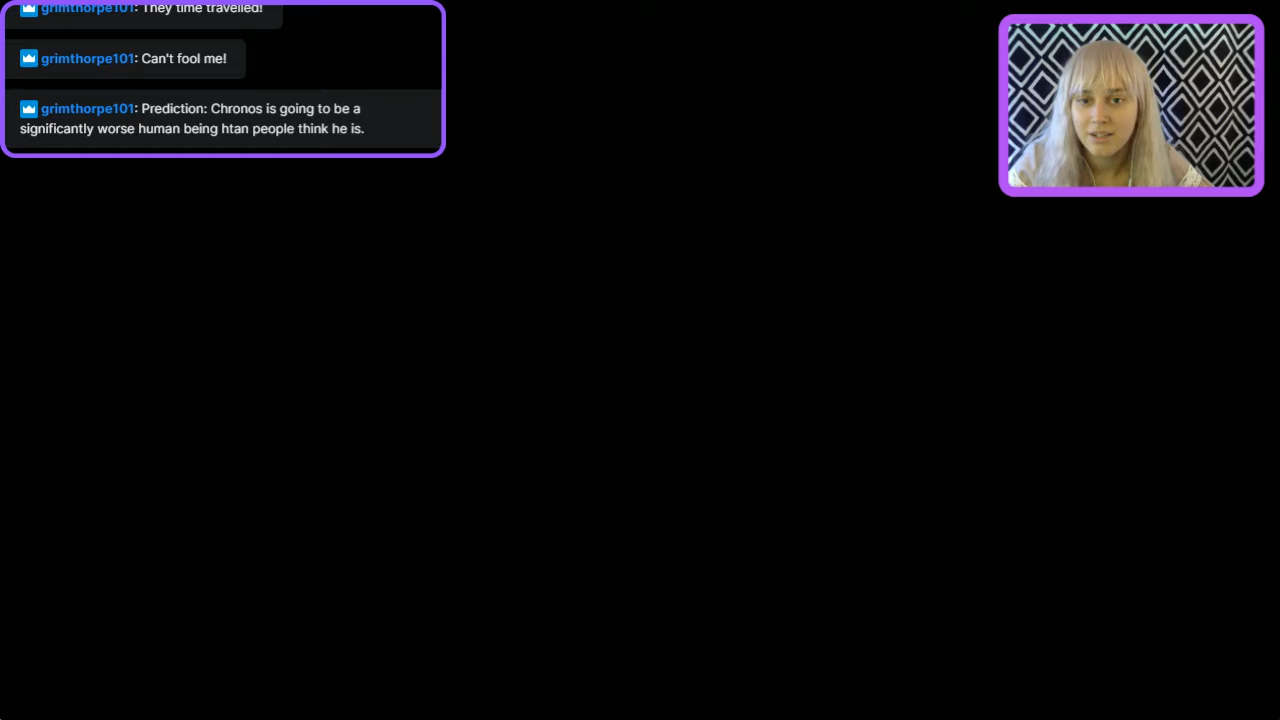 grimthorpe101: They time travelled!
grimthorpe101: Can't fool me!
grimthorpe101: Prediction: Chronos is going to be a
significantly worse human being htan people think he is.